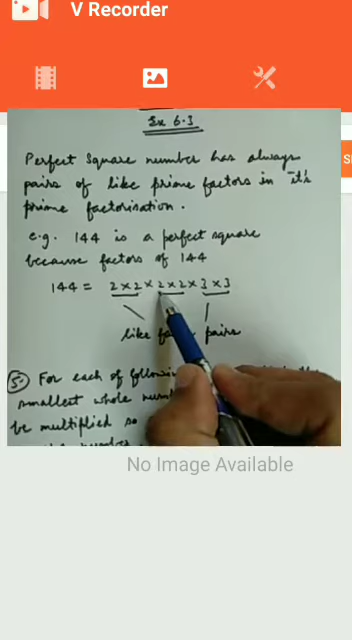 V Recorder
Ex 6.3
Perfect Square number has always
pairs of like prime factors in it's
prime factorisation.
e.g. 144 is a perfect square
because factors of 144
144 = 2×2×2×2×3×3
like pairs
5. For each of
smallest whole
be multiplied so
S
No Image Available